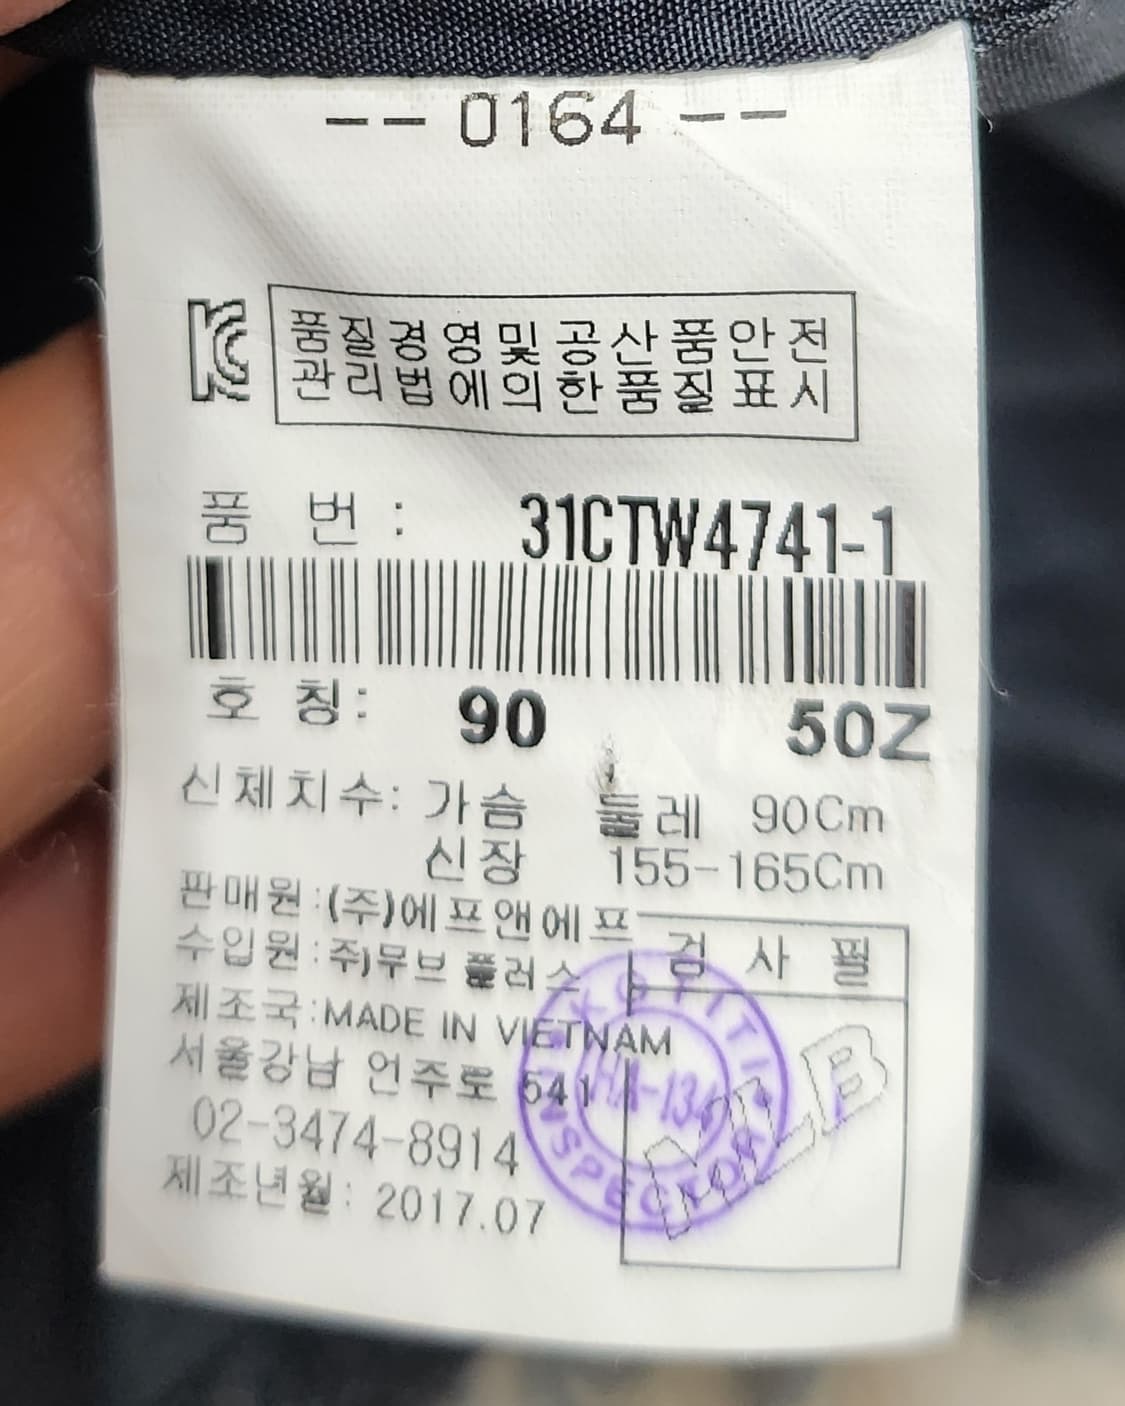 --0164--
품질경영및공산품안전
관리법에의한품질표시
품 번 : 31CTW4741-1
호 칭: 90 50Z
신체치수: 가슴 둘레 90Cm
신장 155-165Cm
판매원:(주)에프앤에프
수입원:주)무브 플러스
검 사 필
제조국:MADE IN VIETNAM
서울강남 언주로 541
02-3474-8914
제조년월: 2017.07
MLB
INSPECTOR